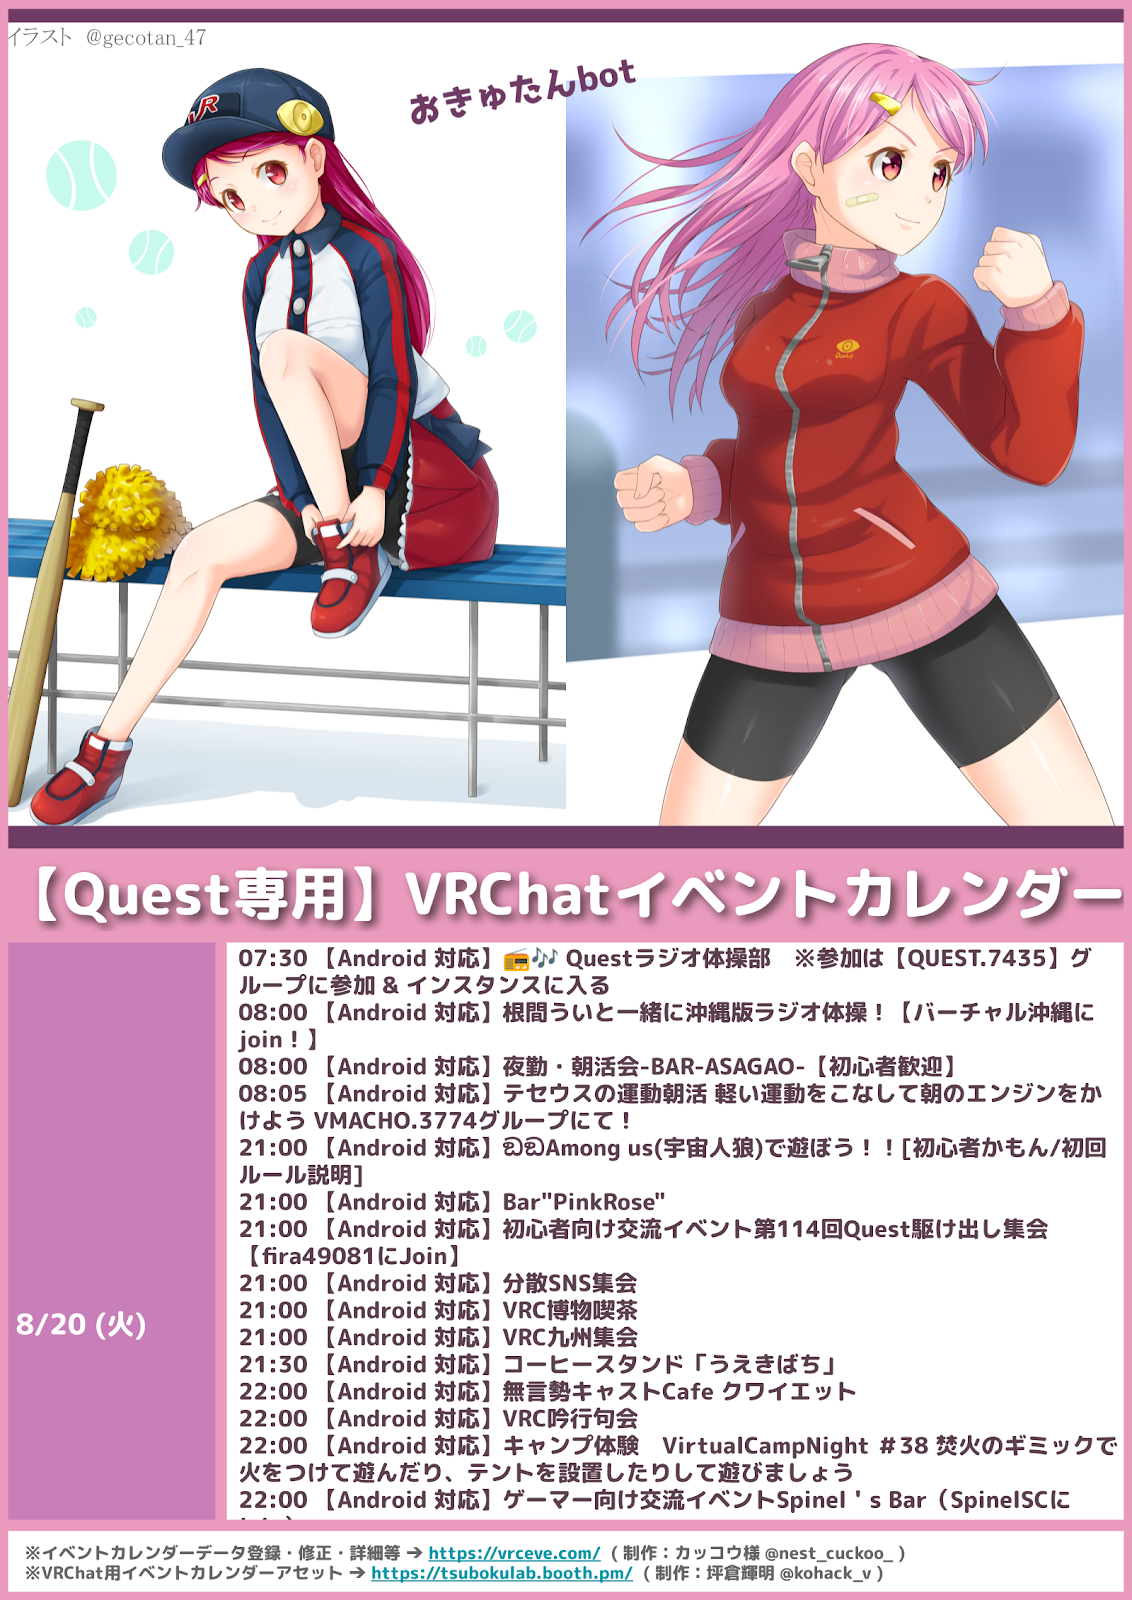 イラスト @gecotan_47
おきゅたんbot
VR
Quest
【Quest専用】VRChatイベントカレンダー
8/20 (火)
07:30 【Android 対応】📻🎶 Questラジオ体操部　※参加は【QUEST.7435】グ
ループに参加 & インスタンスに入る
08:00 【Android 対応】根間ういと一緒に沖縄版ラジオ体操！【バーチャル沖縄に
join！】
08:00 【Android 対応】夜勤・朝活会-BAR-ASAGAO-【初心者歓迎】
08:05 【Android 対応】テセウスの運動朝活 軽い運動をこなして朝のエンジンをか
けよう VMACHO.3774グループにて！
21:00 【Android 対応】ඞඞAmong us(宇宙人狼)で遊ぼう！！[初心者かもん/初回
ルール説明]
21:00 【Android 対応】Bar"PinkRose"
21:00 【Android 対応】初心者向け交流イベント第114回Quest駆け出し集会
【fira49081にJoin】
21:00 【Android 対応】分散SNS集会
21:00 【Android 対応】VRC博物喫茶
21:00 【Android 対応】VRC九州集会
21:30 【Android 対応】コーヒースタンド「うえきばち」
22:00 【Android 対応】無言勢キャストCafe クワイエット
22:00 【Android 対応】VRC吟行句会
22:00 【Android 対応】キャンプ体験　VirtualCampNight ＃38 焚火のギミックで
火をつけて遊んだり、テントを設置したりして遊びましょう
22:00 【Android 対応】ゲーマー向け交流イベントSpinel＇s Bar（SpinelSCに
※イベントカレンダーデータ登録・修正・詳細等 → https://vrceve.com/ ( 制作：カッコウ様 @nest_cuckoo_ )
※VRChat用イベントカレンダーアセット → https://tsubokulab.booth.pm/ ( 制作：坪倉輝明 @kohack_v )